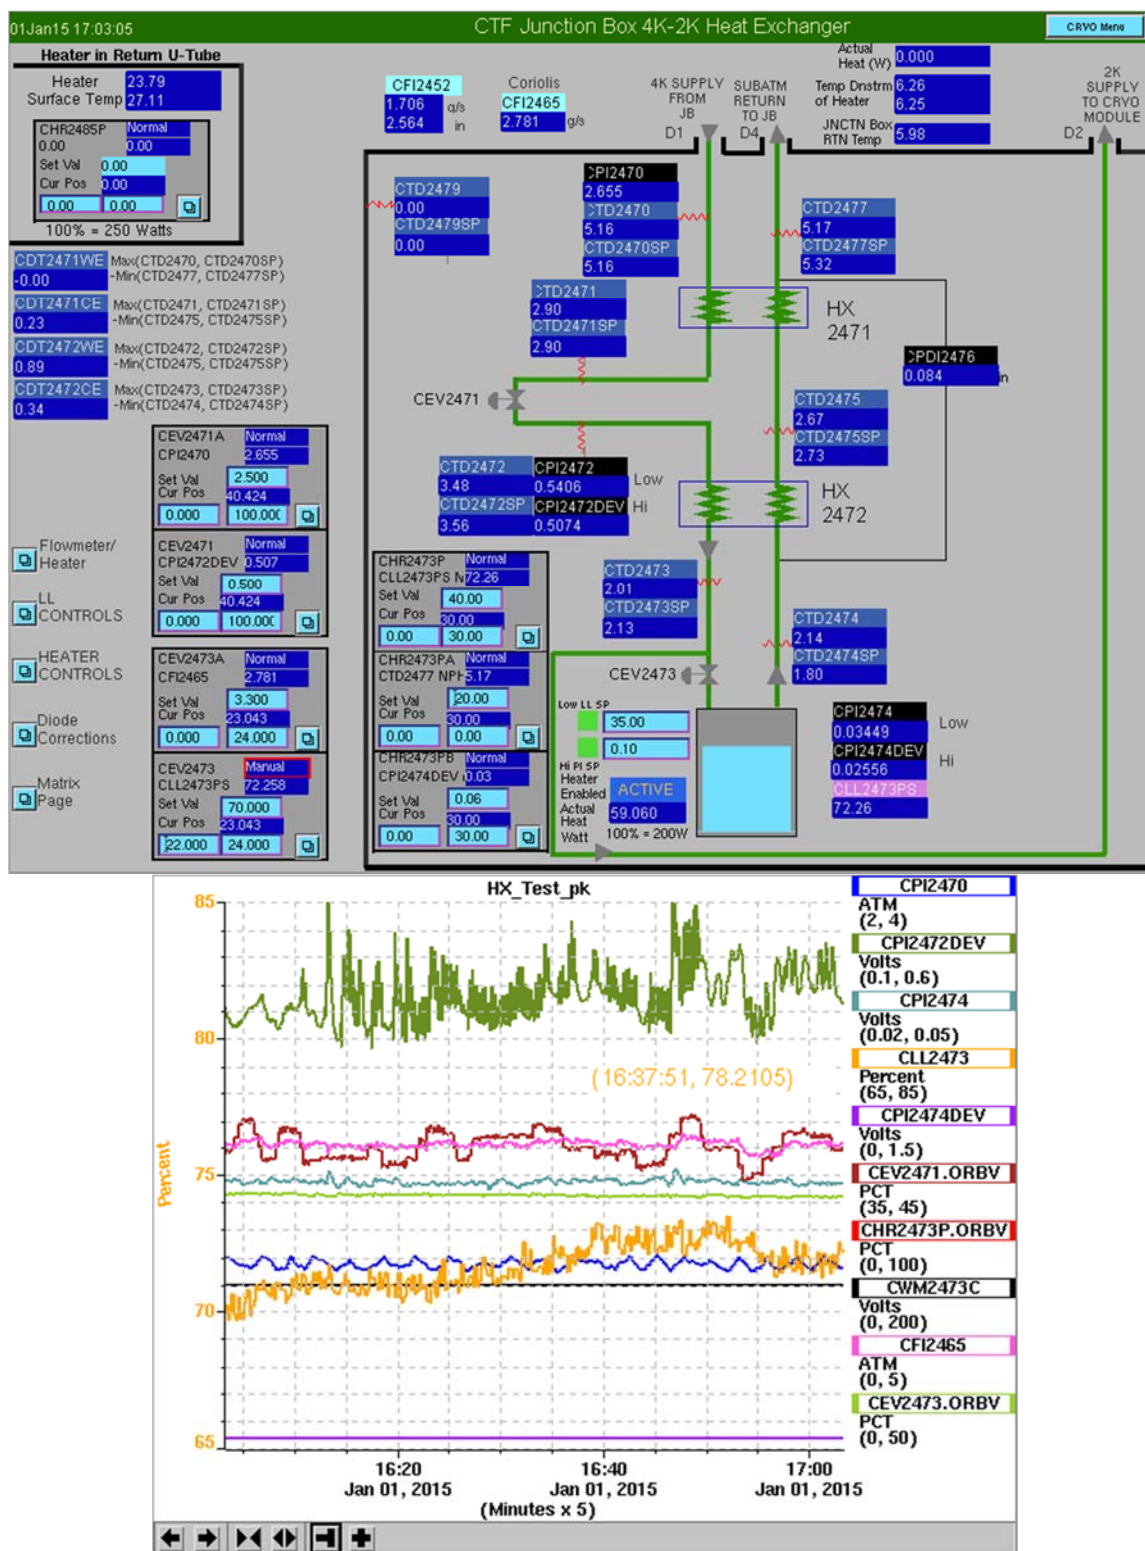 01Jan15 17:03:05
CTF Junction Box 4K-2K Heat Exchanger
CRYO Menu
Heater in Return U-Tube
Heater
Surface Temp
23.79
27.11
CHR2485P Normal
0.00 0.00
Set Val 0.00
Cur Pos 0.00
0.00 0.00
100% = 250 Watts
CFI2452
1.706 g/s
2.564 in
Coriolis
CFI2465
2.781 g/s
4K SUPPLY
FROM
JB
D1
SUBATM
RETURN
TO JB
D4
Actual
Heat (W) 0.000
Temp Dnstrm 6.26
of Heater 6.25
JNCTN Box
RTN Temp 5.98
2K
SUPPLY
TO CRYO
MODULE
D2
CDT2471WE Max(CTD2470, CTD2470SP)
-0.00 -Min(CTD2477, CTD2477SP)
CDT2471CE Max(CTD2471, CTD2471SP)
0.23 -Min(CTD2475, CTD2475SP)
CDT2472WE Max(CTD2472, CTD2472SP)
0.89 -Min(CTD2475, CTD2475SP)
CDT2472CE Max(CTD2473, CTD2473SP)
0.34 -Min(CTD2474, CTD2474SP)
CTD2479
0.00
CTD2479SP
0.00
CPI2470
2.655
CTD2470
5.16
CTD2470SP
5.16
CTD2477
5.17
CTD2477SP
5.32
CTD2471
2.90
CTD2471SP
2.90
HX
2471
CPDI2476
0.084 in
CEV2471
CTD2475
2.67
CTD2475SP
2.73
CTD2472 CPI2472
3.48 0.5406 Low
CTD2472SP CPI2472DEV Hi
3.56 0.5074
HX
2472
CEV2471A Normal
CPI2470 2.655
Set Val 2.500
Cur Pos 40.424
0.000 100.000
CEV2471 Normal
CPI2472DEV 0.507
Set Val 0.500
Cur Pos 40.424
0.000 100.000
CEV2473A Normal
CFI2465 2.781
Set Val 3.300
Cur Pos 23.043
0.000 24.000
CEV2473 Manual
CLL2473PS 72.258
Set Val 70.000
Cur Pos 23.043
22.000 24.000
Flowmeter/
Heater
LL
CONTROLS
HEATER
CONTROLS
Diode
Corrections
Matrix
Page
CHR2473P Normal
CLL2473PS N 72.26
Set Val 40.00
Cur Pos 30.00
0.00 30.00
CHR2473PA Normal
CTD2477 NPH 5.17
Set Val 20.00
Cur Pos 30.00
0.00 0.00
CHR2473PB Normal
CPI2474DEV 0.03
Set Val 0.06
Cur Pos 30.00
0.00 30.00
CTD2473
2.01
CTD2473SP
2.13
CTD2474
2.14
CTD2474SP
1.80
CEV2473
Low LL SP
35.00
0.10
Hi PI SP
Heater
Enabled ACTIVE
Actual
Heat 59.060
Watt 100% = 200W
CPI2474
0.03449 Low
CPI2474DEV
0.02556 Hi
CLL2473PS
72.26
HX_Test_pk
85
80
75
70
65
Percent
(16:37:51, 78.2105)
16:20 16:40 17:00
Jan 01, 2015 Jan 01, 2015 Jan 01, 2015
(Minutes x 5)
CPI2470
ATM
(2, 4)
CPI2472DEV
Volts
(0.1, 0.6)
CPI2474
Volts
(0.02, 0.05)
CLL2473
Percent
(65, 85)
CPI2474DEV
Volts
(0, 1.5)
CEV2471.ORBV
PCT
(35, 45)
CHR2473P.ORBV
PCT
(0, 100)
CWM2473C
Volts
(0, 200)
CFI2465
ATM
(0, 5)
CEV2473.ORBV
PCT
(0, 50)